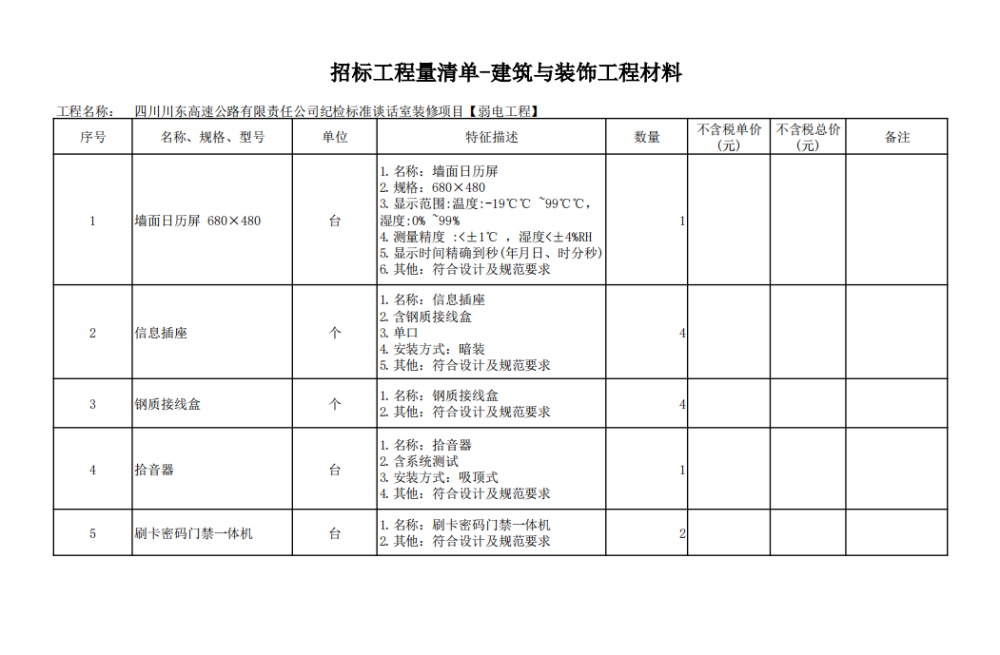 招标工程量清单-建筑与装饰工程材料
工程名称： 四川川东高速公路有限责任公司纪检标准谈话室装修项目【弱电工程】
序号 名称、规格、型号 单位 特征描述 数量 不含税单价(元) 不含税总价(元) 备注
1 墙面日历屏 680×480 台
1.名称：墙面日历屏
2.规格：680×480
3.显示范围:温度:-19℃℃ ~99℃℃,
湿度:0% ~99%
4.测量精度 :<±1℃ ，湿度<±4%RH
5.显示时间精确到秒(年月日、时分秒)
6.其他：符合设计及规范要求
1
2 信息插座 个
1.名称：信息插座
2.含钢质接线盒
3.单口
4.安装方式：暗装
5.其他：符合设计及规范要求
4
3 钢质接线盒 个
1.名称：钢质接线盒
2.其他：符合设计及规范要求
4
4 拾音器 台
1.名称：拾音器
2.含系统测试
3.安装方式：吸顶式
4.其他：符合设计及规范要求
1
5 刷卡密码门禁一体机 台
1.名称：刷卡密码门禁一体机
2.其他：符合设计及规范要求
2